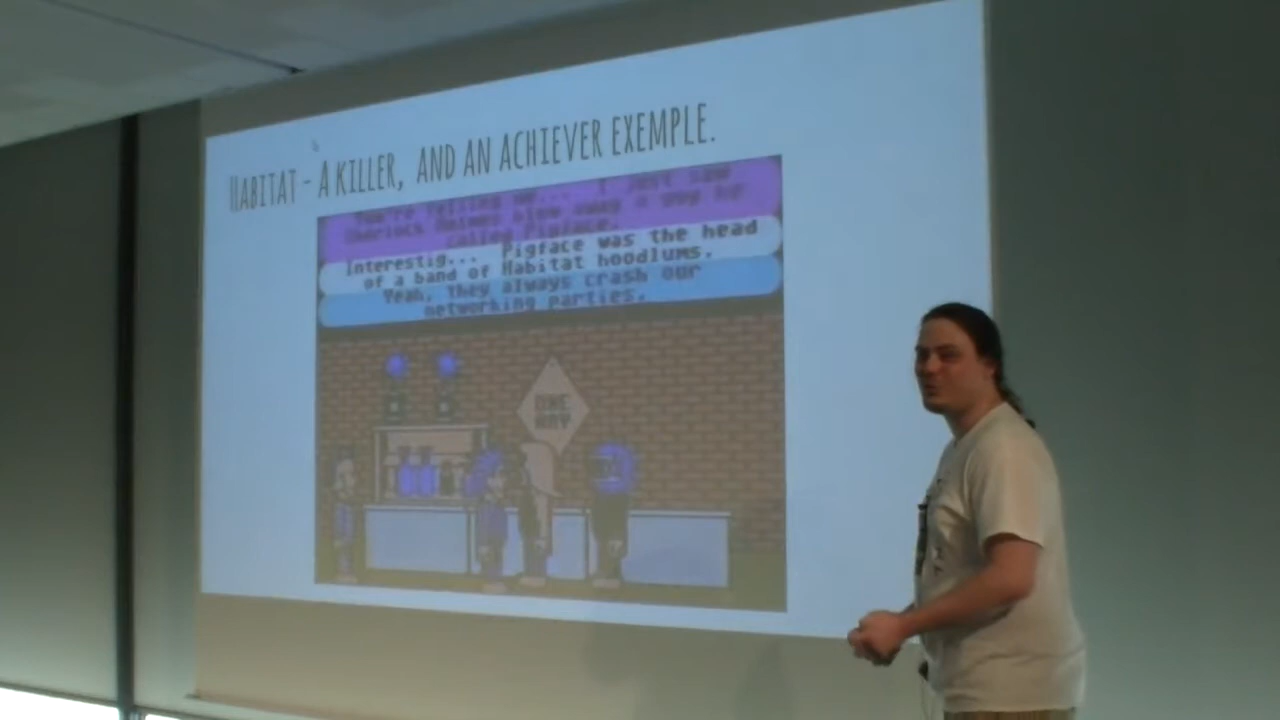 HABITAT - A KILLER, AND AN ACHIEVER EXEMPLE.
You're telling me... I just saw
Sherlock Holmes blow away a guy
called Pigface.
Interestig... Pigface was the head
of a band of Habitat hoodlums.
Yeah, They always crash our
networking parties.
ONE
WAY